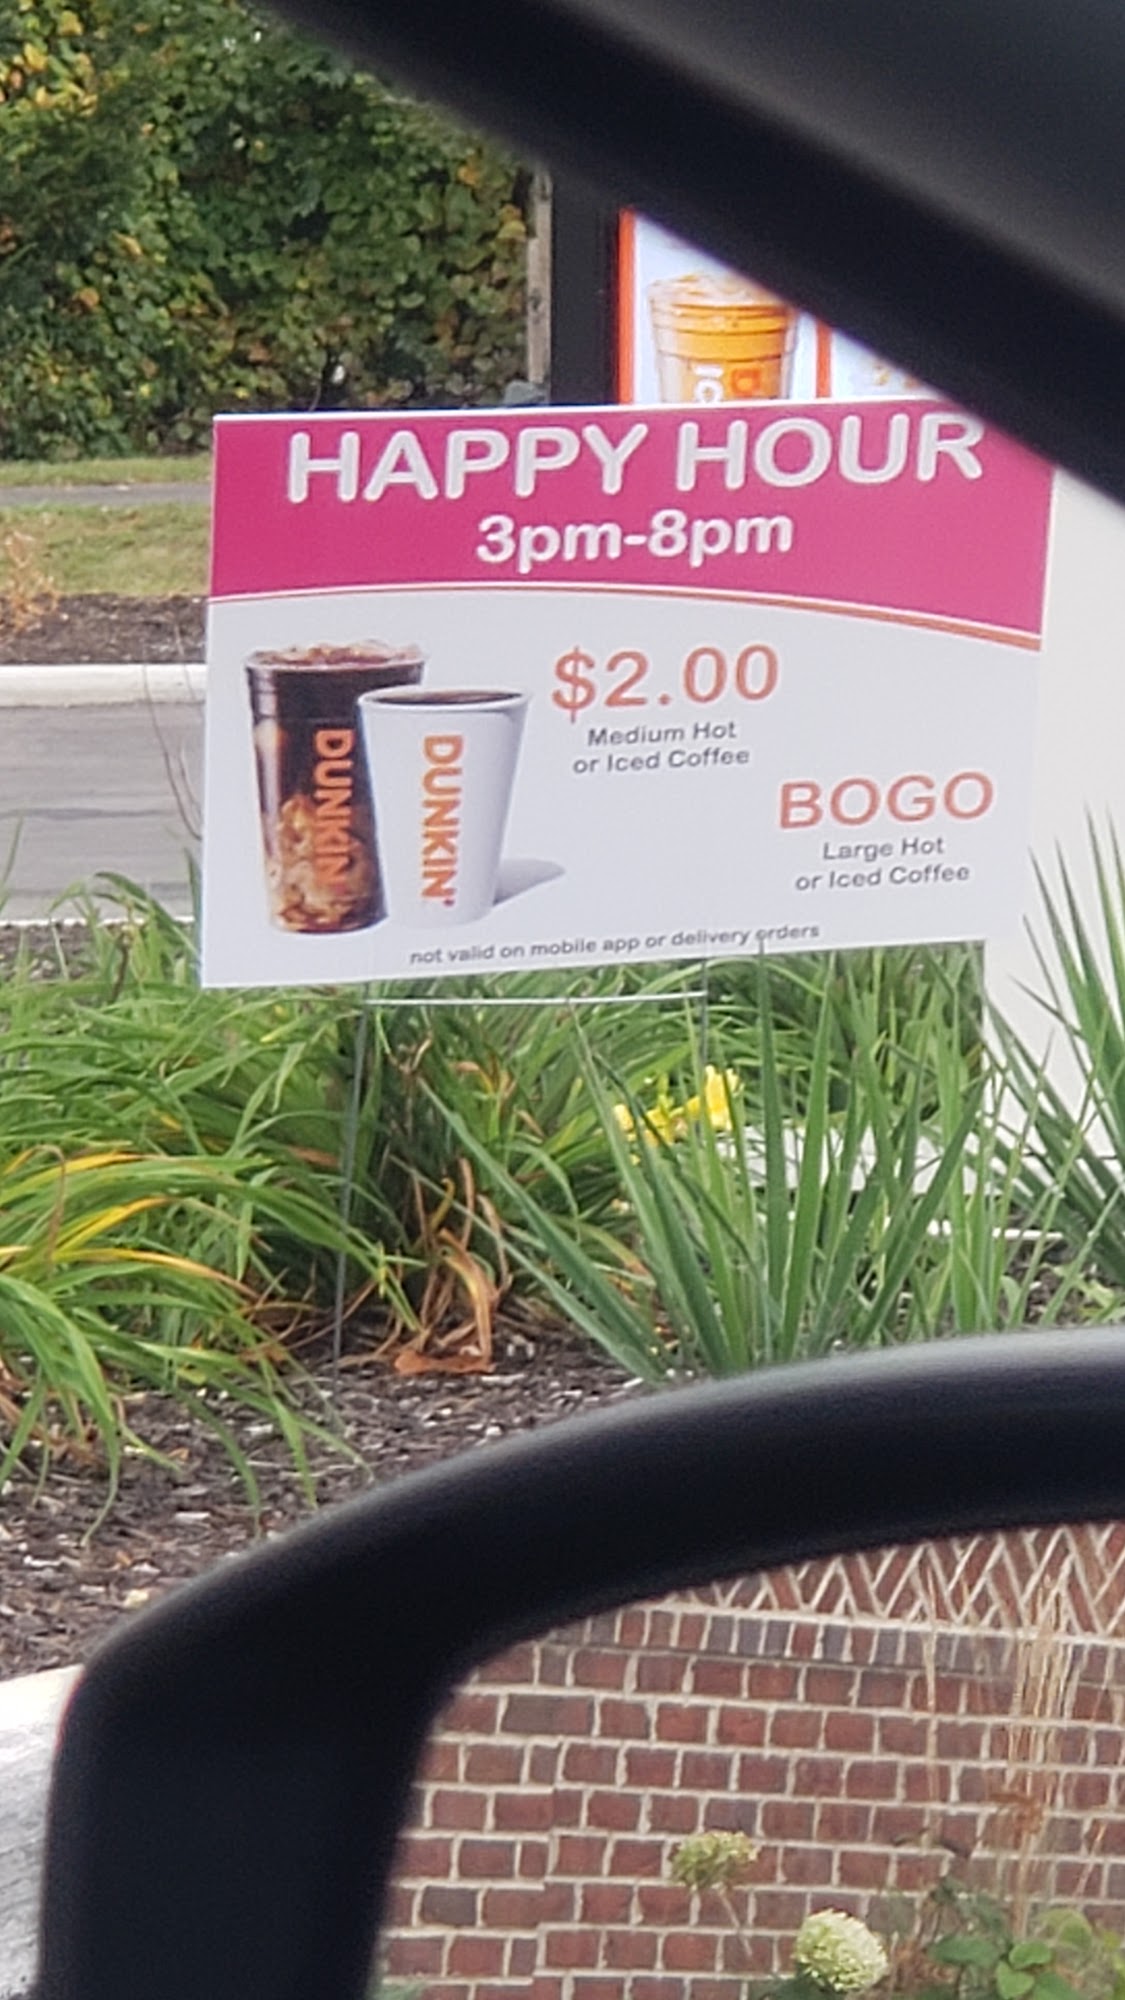 HAPPY HOUR
3pm-8pm
$2.00
Medium Hot
or Iced Coffee
BOGO
Large Hot
or Iced Coffee
DUNKIN'
DUNKIN'
not valid on mobile app or delivery orders